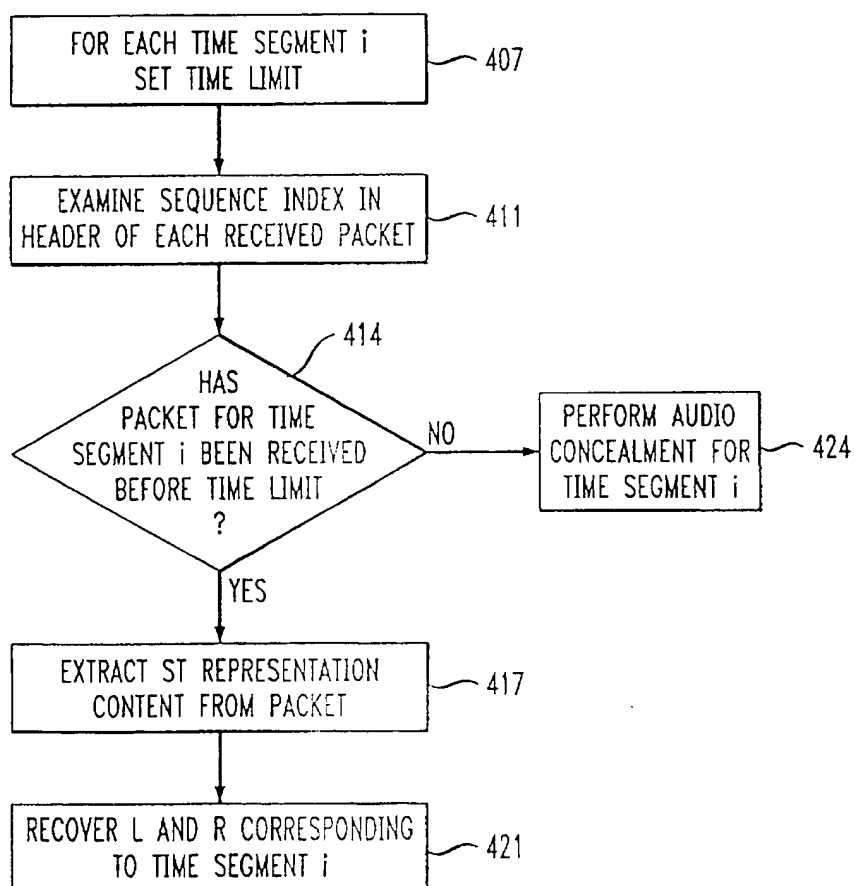 FOR EACH TIME SEGMENT i
SET TIME LIMIT
407
EXAMINE SEQUENCE INDEX IN
HEADER OF EACH RECEIVED PACKET
411
414
HAS
PACKET FOR TIME
SEGMENT i BEEN RECEIVED
BEFORE TIME LIMIT
?
NO
PERFORM AUDIO
CONCEALMENT FOR
TIME SEGMENT i
424
YES
EXTRACT ST REPRESENTATION
CONTENT FROM PACKET
417
RECOVER L AND R CORRESPONDING
TO TIME SEGMENT i
421